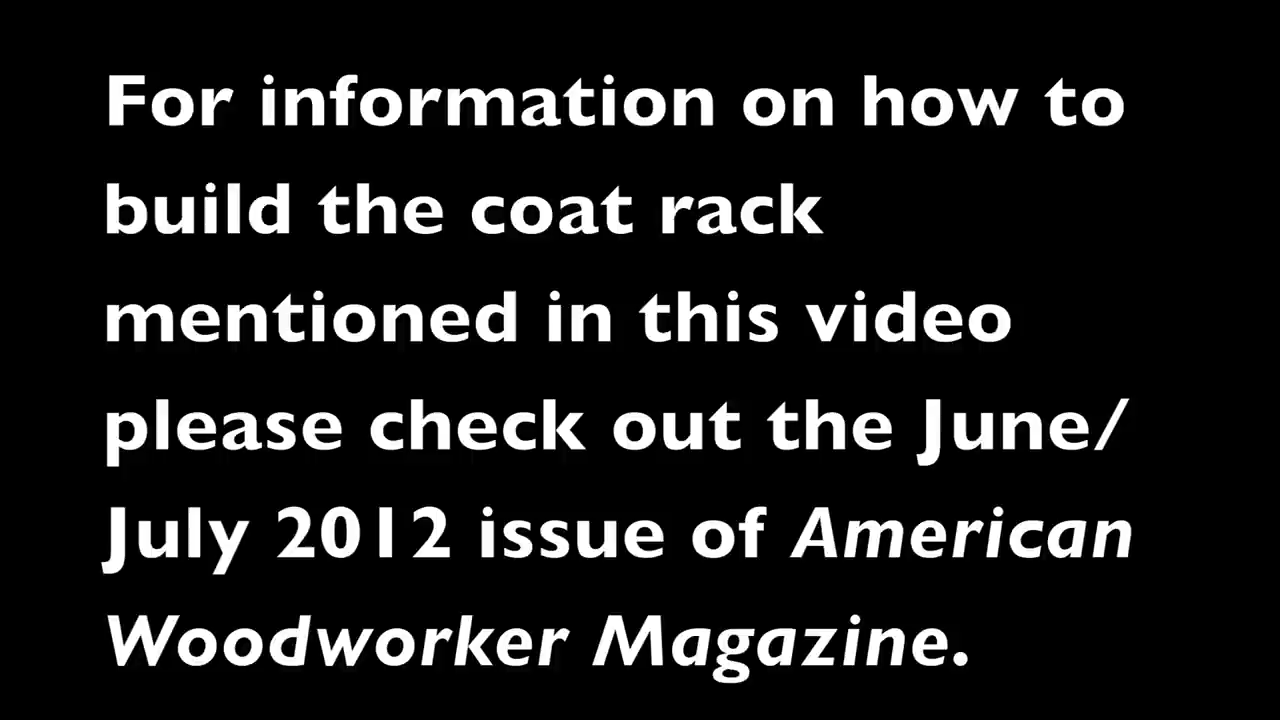 For information on how to
build the coat rack
mentioned in this video
please check out the June/
July 2012 issue of American
Woodworker Magazine.